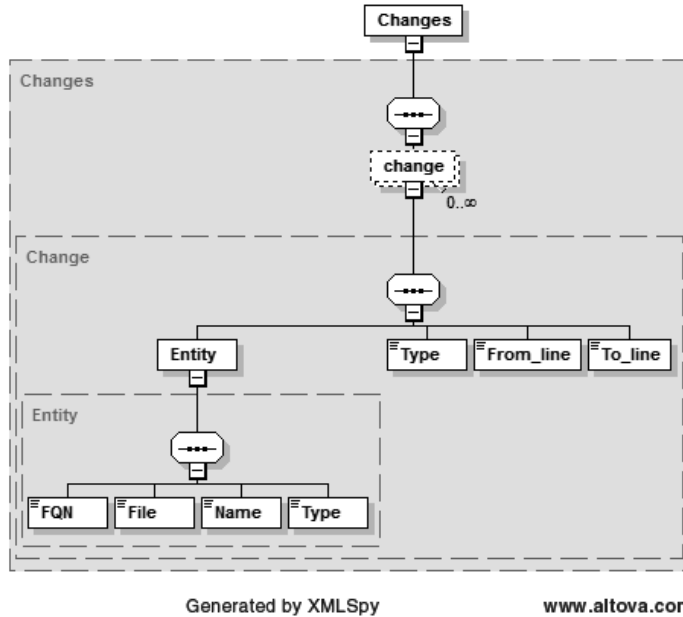 Changes
Changes
change
0..∞
Change
Entity
Type
From_line
To_line
Entity
FQN
File
Name
Type
Generated by XMLSpy
www.altova.com